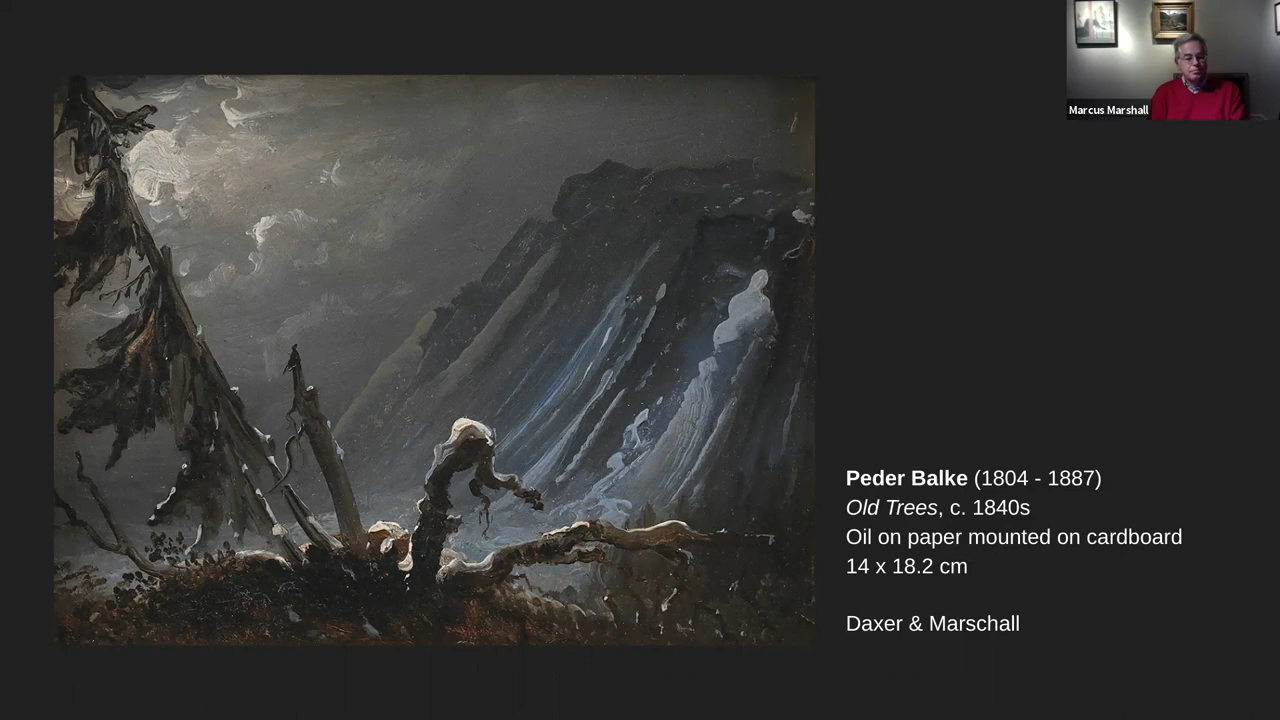 Marcus Marshall
Peder Balke (1804 - 1887)
Old Trees, c. 1840s
Oil on paper mounted on cardboard
14 x 18.2 cm
Daxer & Marschall